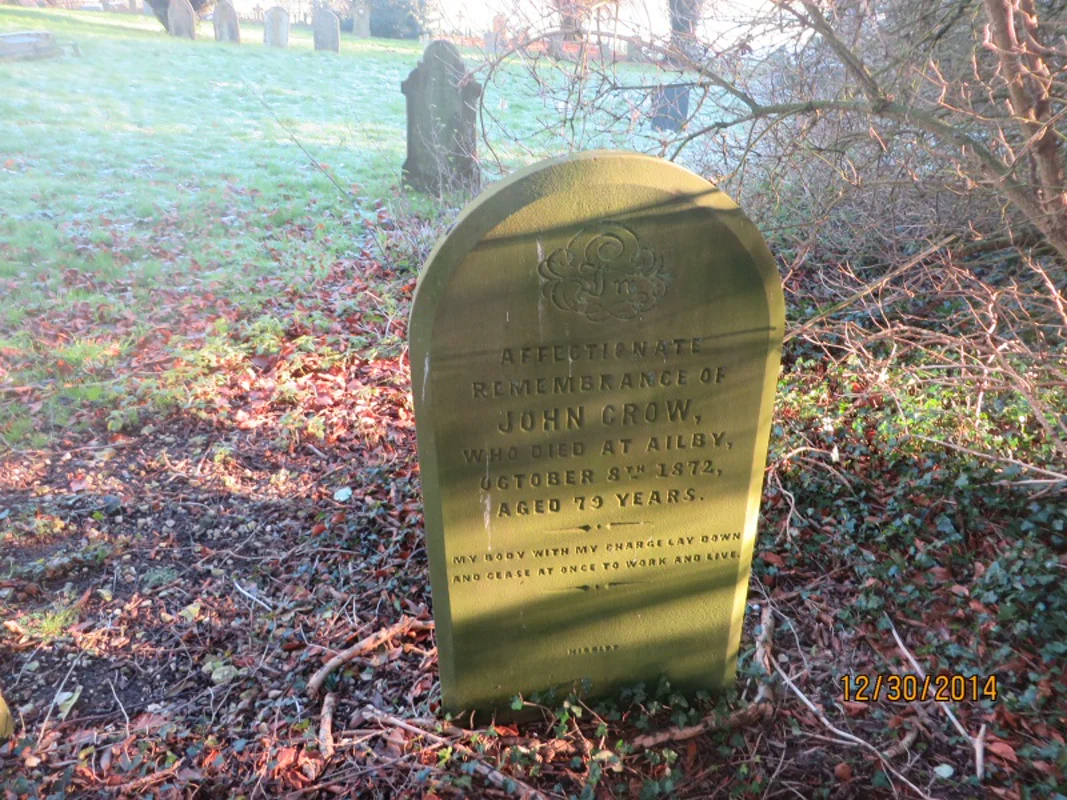 In
AFFECTIONATE
REMEMBRANCE OF
JOHN CROW,
WHO DIED AT AILBY,
OCTOBER 8TH 1872,
AGED 79 YEARS.
MY BODY WITH MY CHARGE LAY DOWN
AND CEASE AT ONCE TO WORK AND LIVE.
12/30/2014